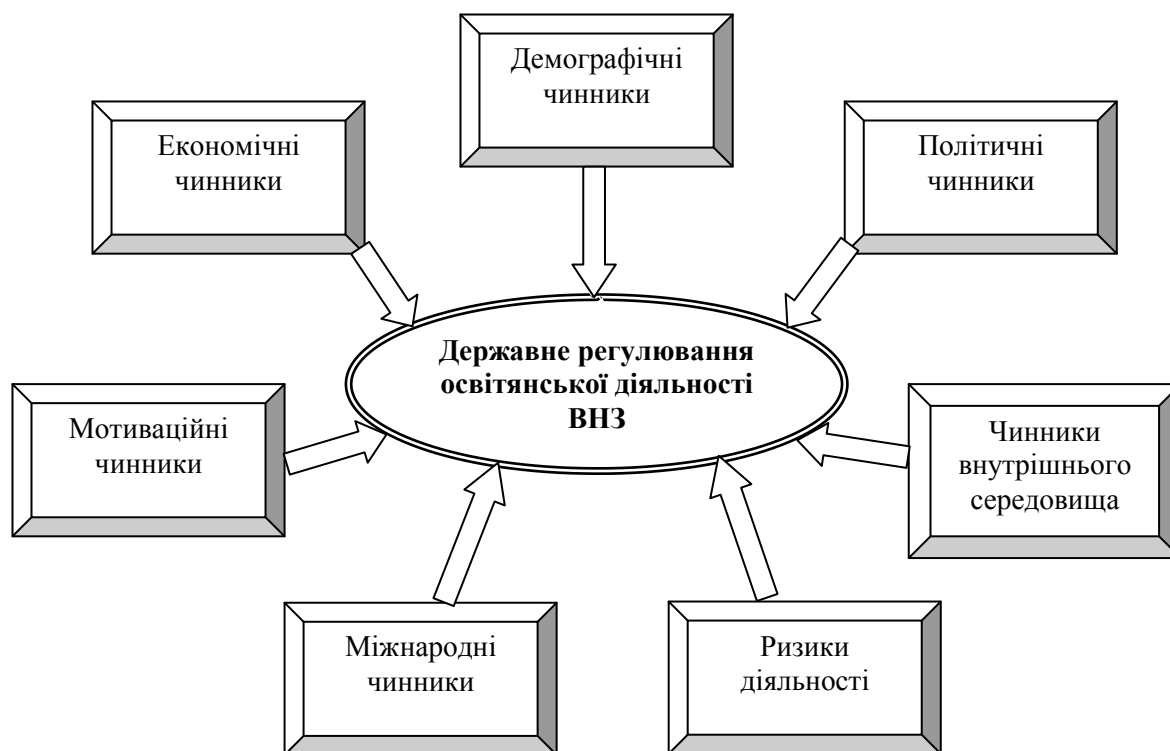 Демографічні
чинники
Економічні
чинники
Політичні
чинники
Державне регулювання
освітянської діяльності
ВНЗ
Мотиваційні
чинники
Чинники
внутрішнього
середовища
Міжнародні
чинники
Ризики
діяльності